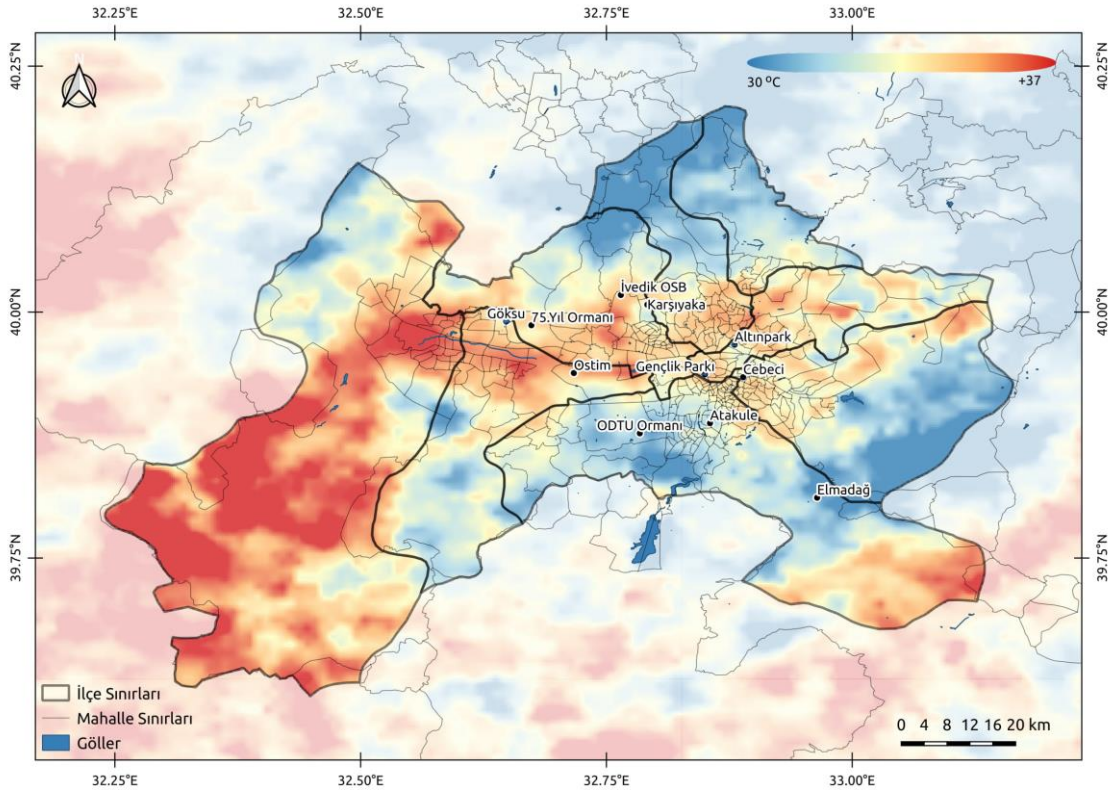 32.25°E 32.50°E 32.75°E 33.00°E
40.25°N 40.25°N
30 °C +37
İvedik OSB
Karşıyaka
40.00°N 40.00°N
Göksu 75.Yıl Ormanı
Altınpark
Ostim Gençlik Parkı Cebeci
Atakule
ODTÜ Ormanı
Elmadağ
39.75°N 39.75°N
İlçe Sınırları
Mahalle Sınırları
Göller
0 4 8 12 16 20 km
32.25°E 32.50°E 32.75°E 33.00°E